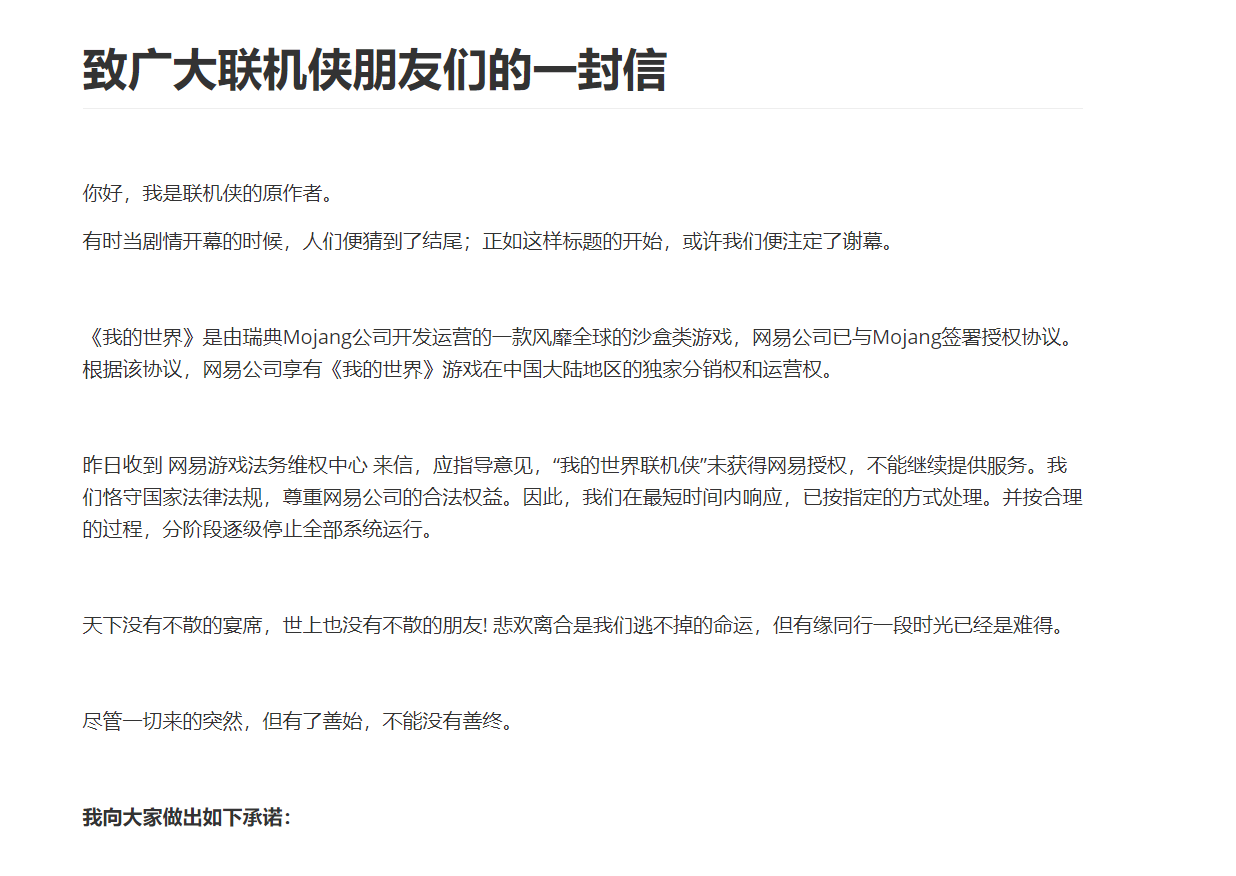 致广大联机侠朋友们的一封信
你好，我是联机侠的原作者。
有时当剧情开幕的时候，人们便猜到了结尾；正如这样标题的开始，或许我们便注定了谢幕。
《我的世界》是由瑞典Mojang公司开发运营的一款风靡全球的沙盒类游戏，网易公司已与Mojang签署授权协议。
根据该协议，网易公司享有《我的世界》游戏在中国大陆地区的独家分销权和运营权。
昨日收到 网易游戏法务维权中心 来信，应指导意见，“我的世界联机侠”未获得网易授权，不能继续提供服务。我
们恪守国家法律法规，尊重网易公司的合法权益。因此，我们在最短时间内响应，已按指定的方式处理。并按合理
的过程，分阶段逐级停止全部系统运行。
天下没有不散的宴席，世上也没有不散的朋友! 悲欢离合是我们逃不掉的命运，但有缘同行一段时光已经是难得。
尽管一切来的突然，但有了善始，不能没有善终。
我向大家做出如下承诺：